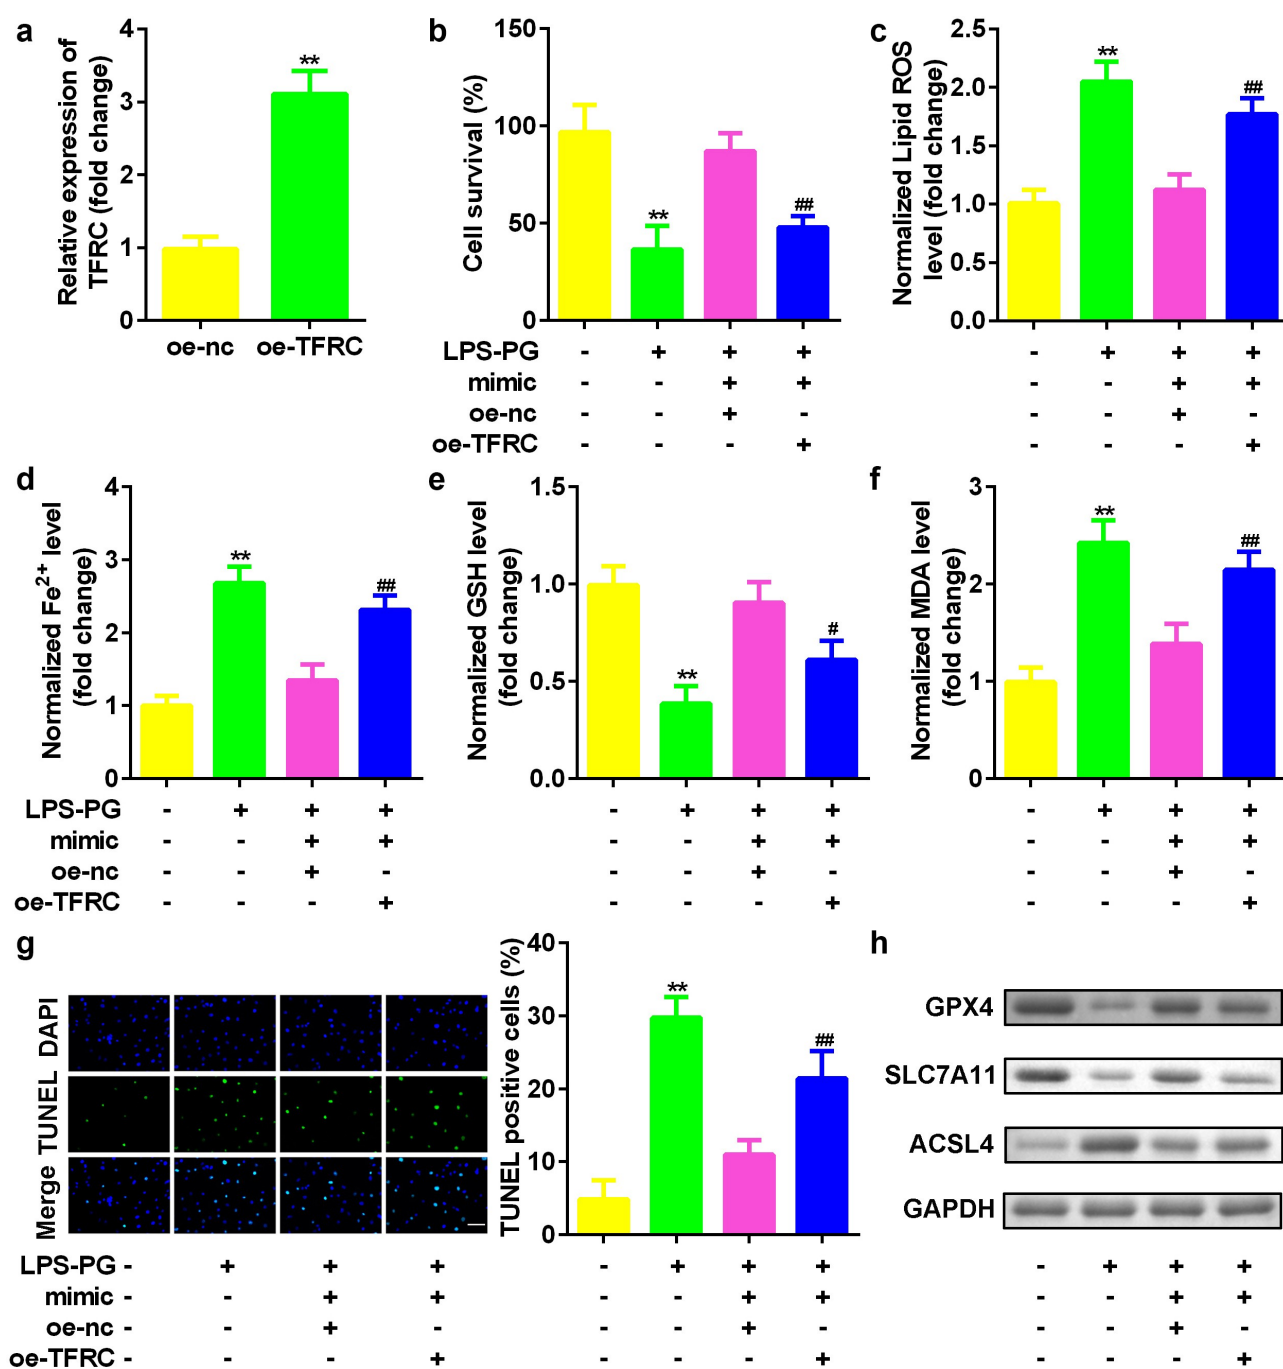 a
Relative expression of
TFRC (fold change)
4
3
2
1
0
**
oe-nc oe-TFRC
b
Cell survival (%)
150
100
50
0
**
##
LPS-PG - + + +
mimic - - + +
oe-nc - - + -
oe-TFRC - - - +
c
Normalized Lipid ROS
level (fold change)
2.5
2.0
1.5
1.0
0.5
0.0
**
##
- + + +
- - + +
- - + -
- - - +
d
Normalized Fe2+ level
(fold change)
4
3
2
1
0
**
##
LPS-PG - + + +
mimic - - + +
oe-nc - - + -
oe-TFRC - - - +
e
Normalized GSH level
(fold change)
1.5
1.0
0.5
0.0
**
#
- + + +
- - + +
- - + -
- - - +
f
Normalized MDA level
(fold change)
3
2
1
0
**
##
- + + +
- - + +
- - + -
- - - +
g
DAPI
TUNEL
Merge
LPS-PG - + + +
mimic - - + +
oe-nc - - + -
oe-TFRC - - - +
TUNEL positive cells (%)
40
30
20
10
0
**
##
- + + +
- - + +
- - + -
- - - +
h
GPX4
SLC7A11
ACSL4
GAPDH
- + + +
- - + +
- - + -
- - - +